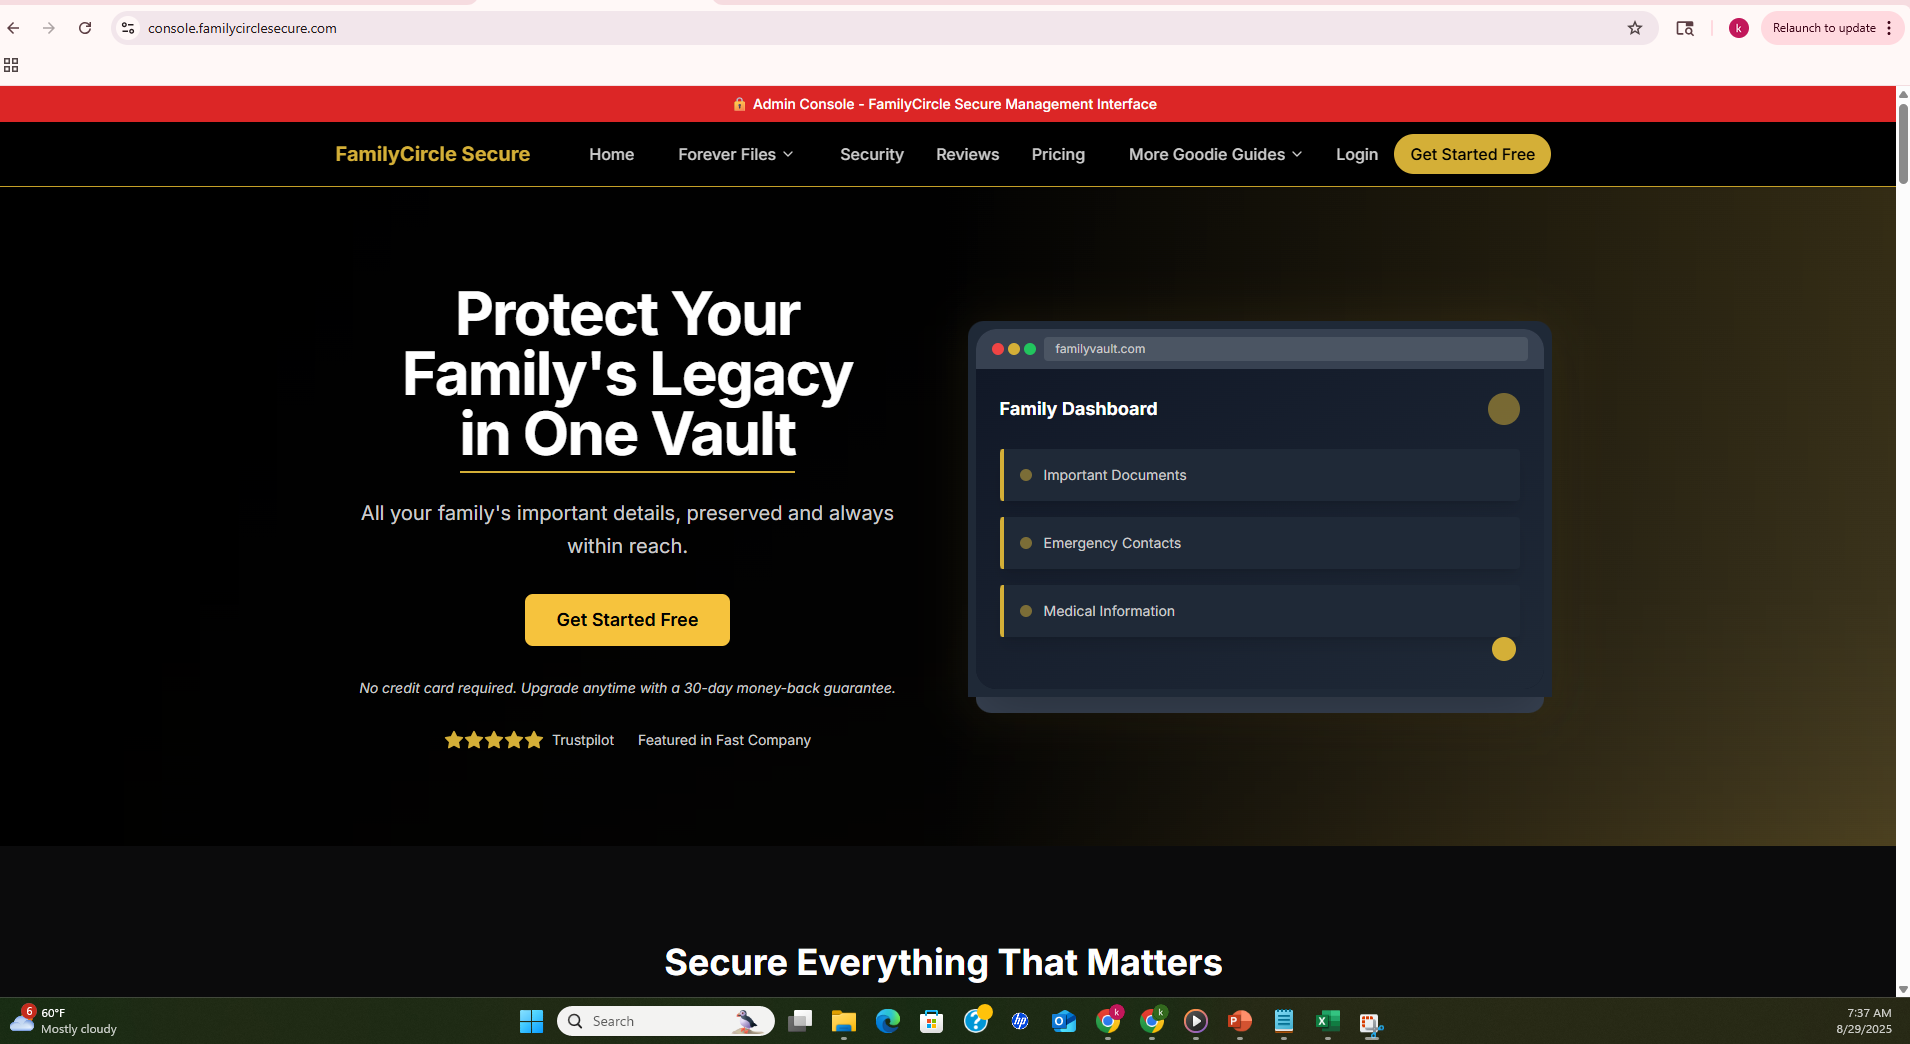 console.familycirclesecure.com
k
Relaunch to update
Admin Console - FamilyCircle Secure Management Interface
FamilyCircle Secure
Home
Forever Files
Security
Reviews
Pricing
More Goodie Guides
Login
Get Started Free
Protect Your
Family's Legacy
in One Vault
All your family's important details, preserved and always
within reach.
Get Started Free
No credit card required. Upgrade anytime with a 30-day money-back guarantee.
Trustpilot
Featured in Fast Company
familyvault.com
Family Dashboard
Important Documents
Emergency Contacts
Medical Information
Secure Everything That Matters
6
60°F
Mostly cloudy
Search
?
hp
O
k
k
P
X
7:37 AM
8/29/2025